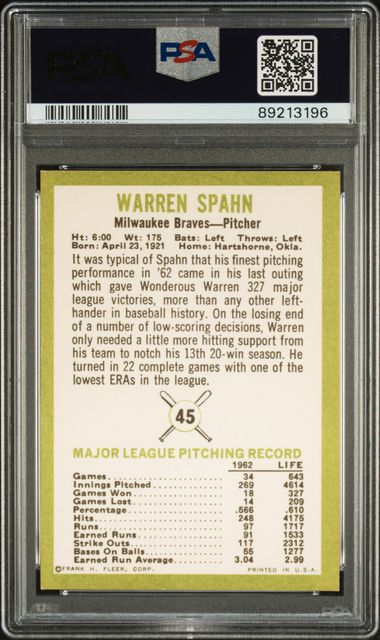 PSA
PSA
89213196
WARREN SPAHN
Milwaukee Braves—Pitcher
Ht: 6:00 Wt: 175 Bats: Left Throws: Left
Born: April 23, 1921 Home: Hartshorne, Okla.
It was typical of Spahn that his finest pitching
performance in '62 came in his last outing
which gave Wonderous Warren 327 major
league victories, more than any other left-
hander in baseball history. On the losing end
of a number of low-scoring decisions, Warren
only needed a little more hitting support from
his team to notch his 13th 20-win season. He
turned in 22 complete games with one of the
lowest ERAs in the league.
45
MAJOR LEAGUE PITCHING RECORD
1962 LIFE
Games 34 643
Innings Pitched 269 4614
Games Won 18 327
Games Lost 14 209
Percentage .566 .610
Hits 248 4175
Runs 97 1717
Earned Runs 91 1533
Strike Outs 117 2312
Bases On Balls 55 1277
Earned Run Average 3.04 2.99
©FRANK H. FLEER, CORP. PRINTED IN U.S.A.